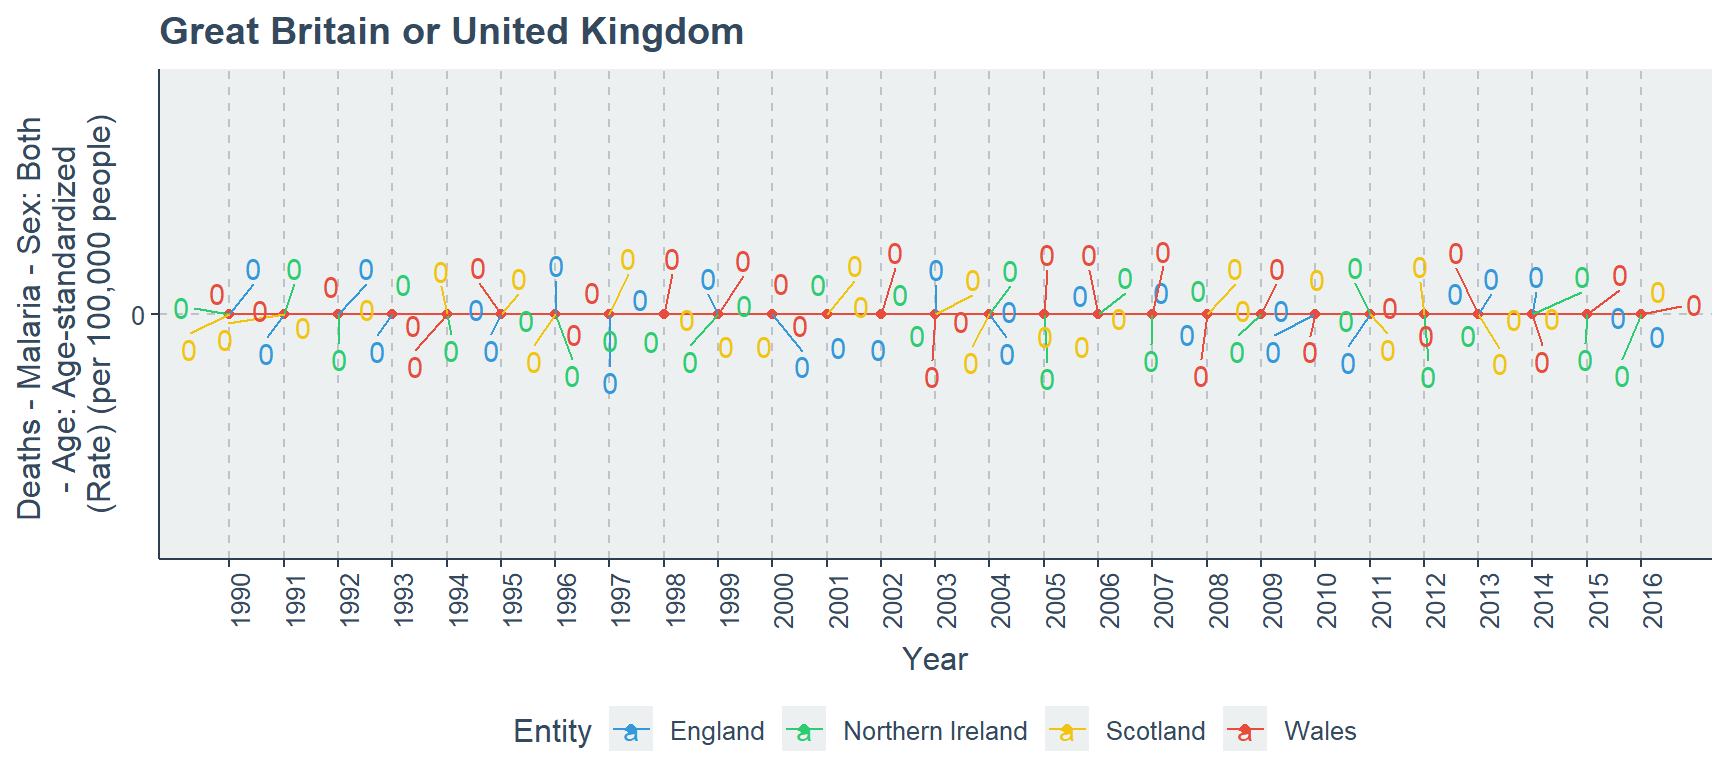 Great Britain or United Kingdom
Deaths - Malaria - Sex: Both
- Age: Age-standardized
(Rate) (per 100,000 people)
0
0 0 0 0 0 0 0 0 0 0 0 0 0 0 0 0 0 0 0 0 0 0 0 0 0 0 0
0 0 0 0 0 0 0 0 0 0 0 0 0 0 0 0 0 0 0 0 0 0 0 0 0 0 0
0 0 0 0 0 0 0 0 0 0 0 0 0 0 0 0 0 0 0 0 0 0 0 0 0 0 0
0 0 0 0 0 0 0 0 0 0 0 0 0 0 0 0 0 0 0 0 0 0 0 0 0 0 0
1990 1991 1992 1993 1994 1995 1996 1997 1998 1999 2000 2001 2002 2003 2004 2005 2006 2007 2008 2009 2010 2011 2012 2013 2014 2015 2016
Year
Entity a England a Northern Ireland a Scotland a Wales